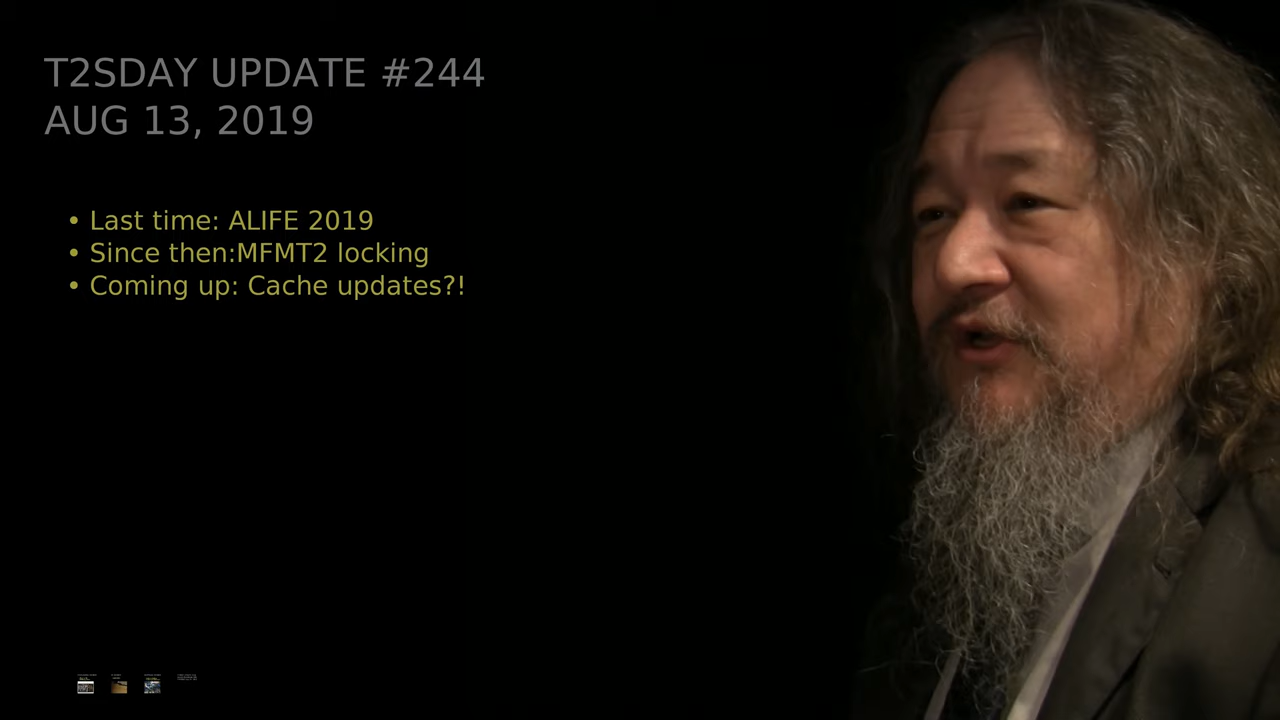 T2SDAY UPDATE #244
AUG 13, 2019
• Last time: ALIFE 2019
• Since then:MFMT2 locking
• Coming up: Cache updates?!